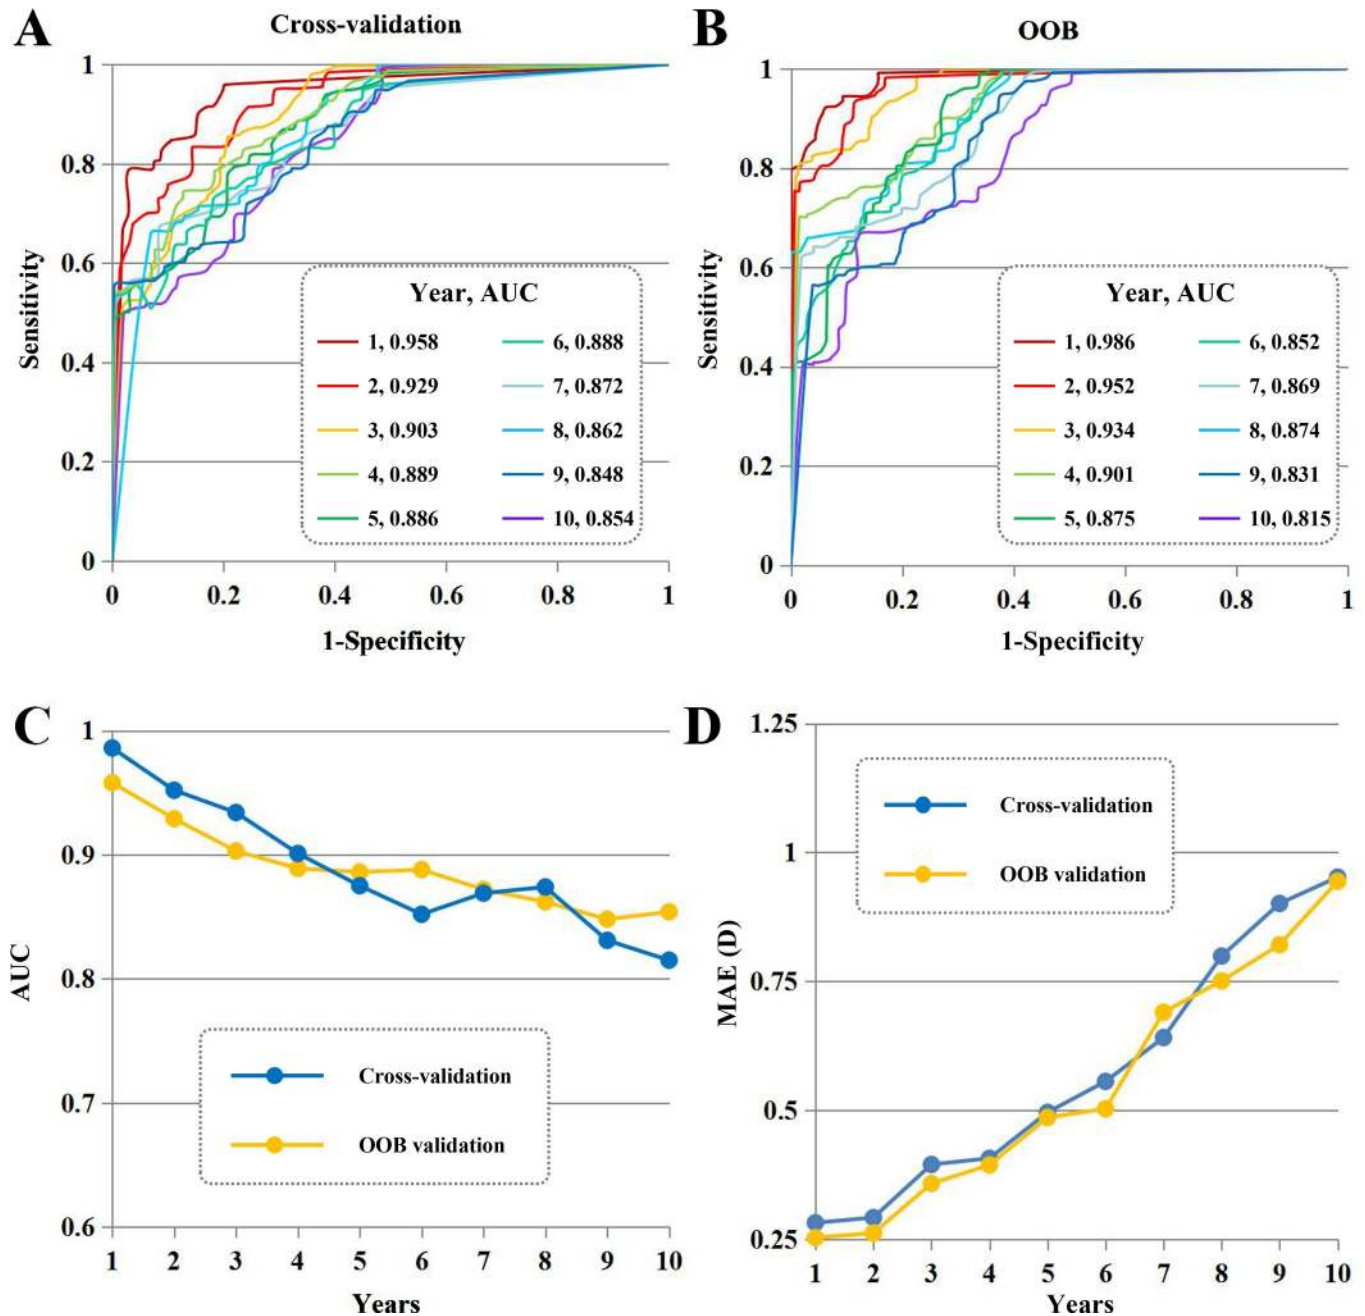 A
Cross-validation
1
0.8
0.6
0.4
0.2
0
Sensitivity
Year, AUC
1, 0.958
6, 0.888
2, 0.929
7, 0.872
3, 0.903
8, 0.862
4, 0.889
9, 0.848
5, 0.886
10, 0.854
0 0.2 0.4 0.6 0.8 1
1-Specificity
B
OOB
1
0.8
0.6
0.4
0.2
0
Sensitivity
Year, AUC
1, 0.986
6, 0.852
2, 0.952
7, 0.869
3, 0.934
8, 0.874
4, 0.901
9, 0.831
5, 0.875
10, 0.815
0 0.2 0.4 0.6 0.8 1
1-Specificity
C
1
0.9
0.8
0.7
0.6
AUC
Cross-validation
OOB validation
1 2 3 4 5 6 7 8 9 10
Years
D
1.25
1
0.75
0.5
0.25
MAE (D)
Cross-validation
OOB validation
1 2 3 4 5 6 7 8 9 10
Years